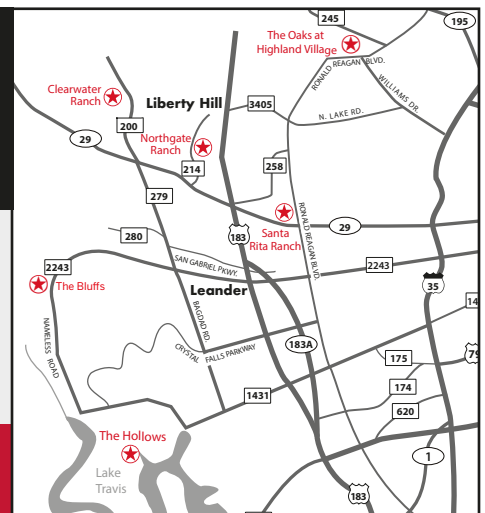 245
195
The Oaks at
Highland Village
RONALD REAGAN BLVD.
WILLIAMS DR.
Clearwater
Ranch
Liberty Hill
3405
N. LAKE RD.
200
29
Northgate
Ranch
214
258
279
RONALD REAGAN BLVD.
Santa
Rita Ranch
29
280
183
SAN GABRIEL PKWY.
2243
2243
The Bluffs
Leander
35
BAGDAD RD.
NAMELESS ROAD
CRYSTAL FALLS PARKWAY
183A
175
79
174
1431
620
The Hollows
1
Lake
Travis
183